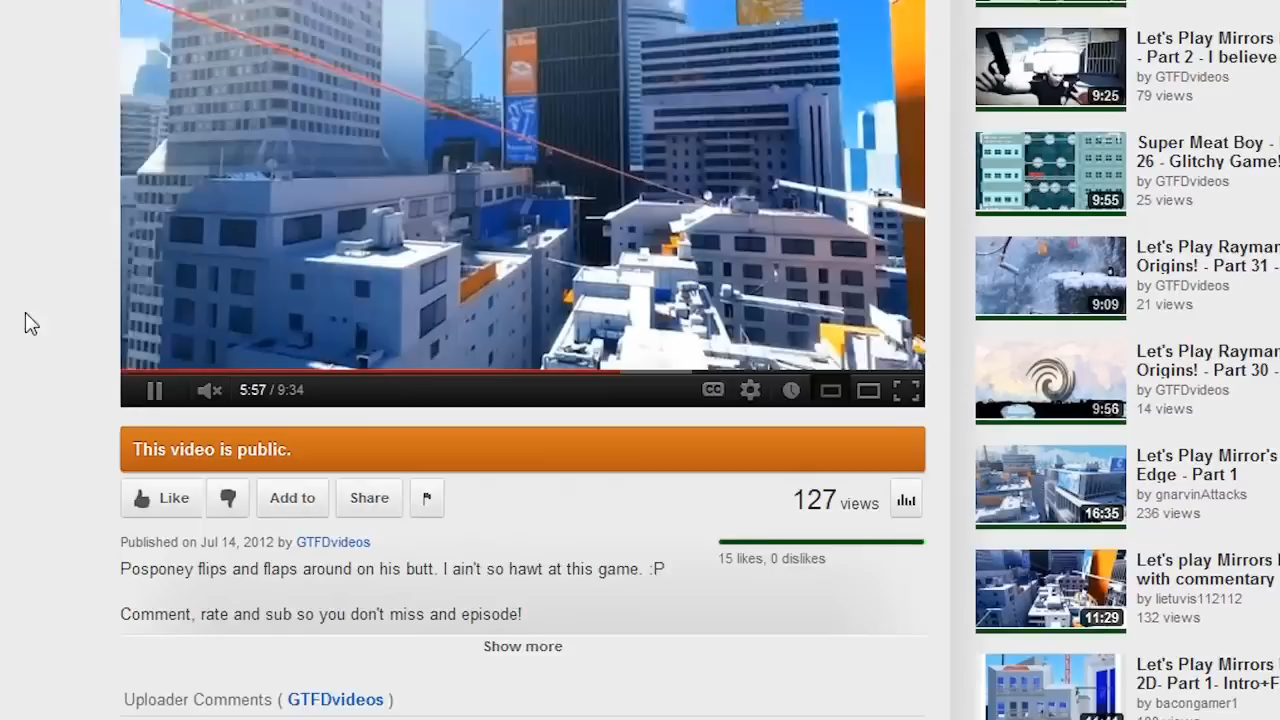 5:57 / 9:34
CC
This video is public.
Like
Add to
Share
127 views
Published on Jul 14, 2012 by GTFDvideos
15 likes, 0 dislikes
Posponey flips and flaps around on his butt. I ain't so hawt at this game. :P
Comment, rate and sub so you don't miss and episode!
Show more
Uploader Comments ( GTFDvideos )
9:25
Let's Play Mirrors
- Part 2 - I believe
by GTFDvideos
79 views
9:55
Super Meat Boy -
26 - Glitchy Game!
by GTFDvideos
25 views
9:09
Let's Play Rayman
Origins! - Part 31 -
by GTFDvideos
21 views
9:56
Let's Play Rayman
Origins! - Part 30 -
by GTFDvideos
14 views
16:35
Let's Play Mirror's
Edge - Part 1
by gnarvinAttacks
236 views
11:29
Let's play Mirrors
with commentary
by lietuvis112112
132 views
Let's Play Mirrors
2D- Part 1- Intro+F
by bacongamer1